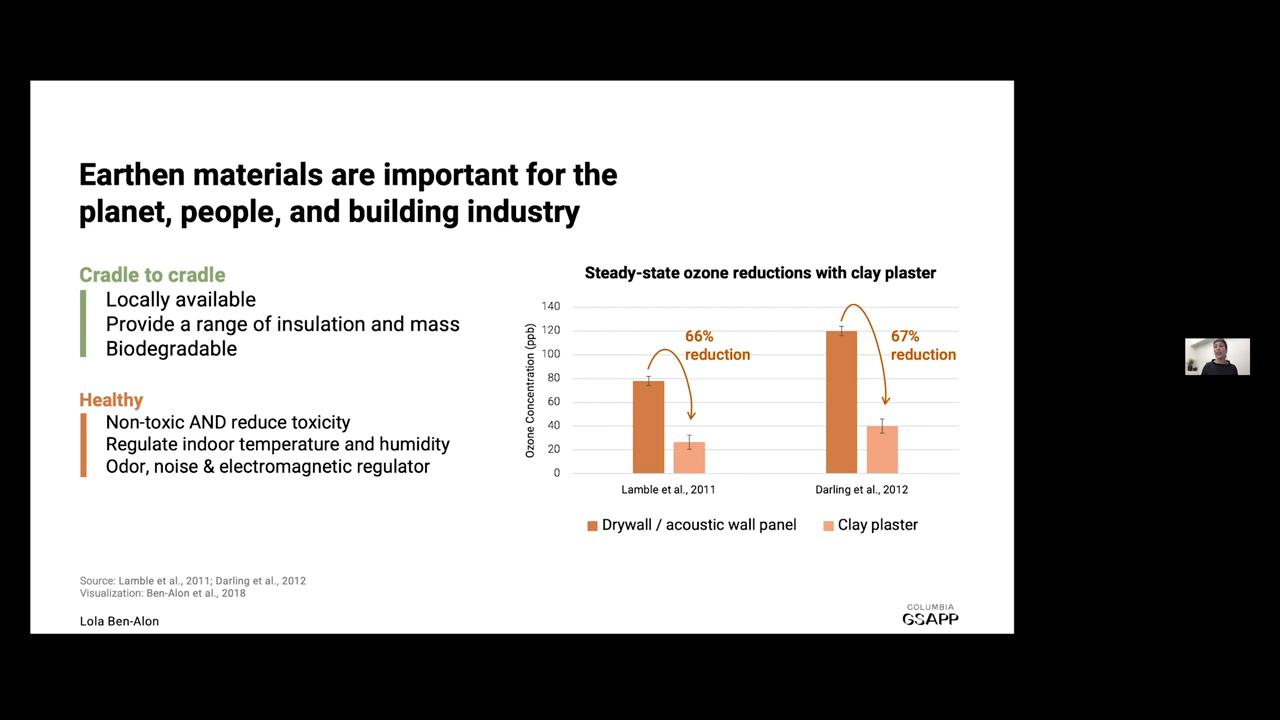 Earthen materials are important for the
planet, people, and building industry
Cradle to cradle
Locally available
Provide a range of insulation and mass
Biodegradable
Healthy
Non-toxic AND reduce toxicity
Regulate indoor temperature and humidity
Odor, noise & electromagnetic regulator
Steady-state ozone reductions with clay plaster
Ozone Concentration (ppb)
140
120
100
80
60
40
20
0
66%
reduction
67%
reduction
Lamble et al., 2011
Darling et al., 2012
Drywall / acoustic wall panel
Clay plaster
Source: Lamble et al., 2011; Darling et al., 2012
Visualization: Ben-Alon et al., 2018
Lola Ben-Alon
COLUMBIA
GSAPP